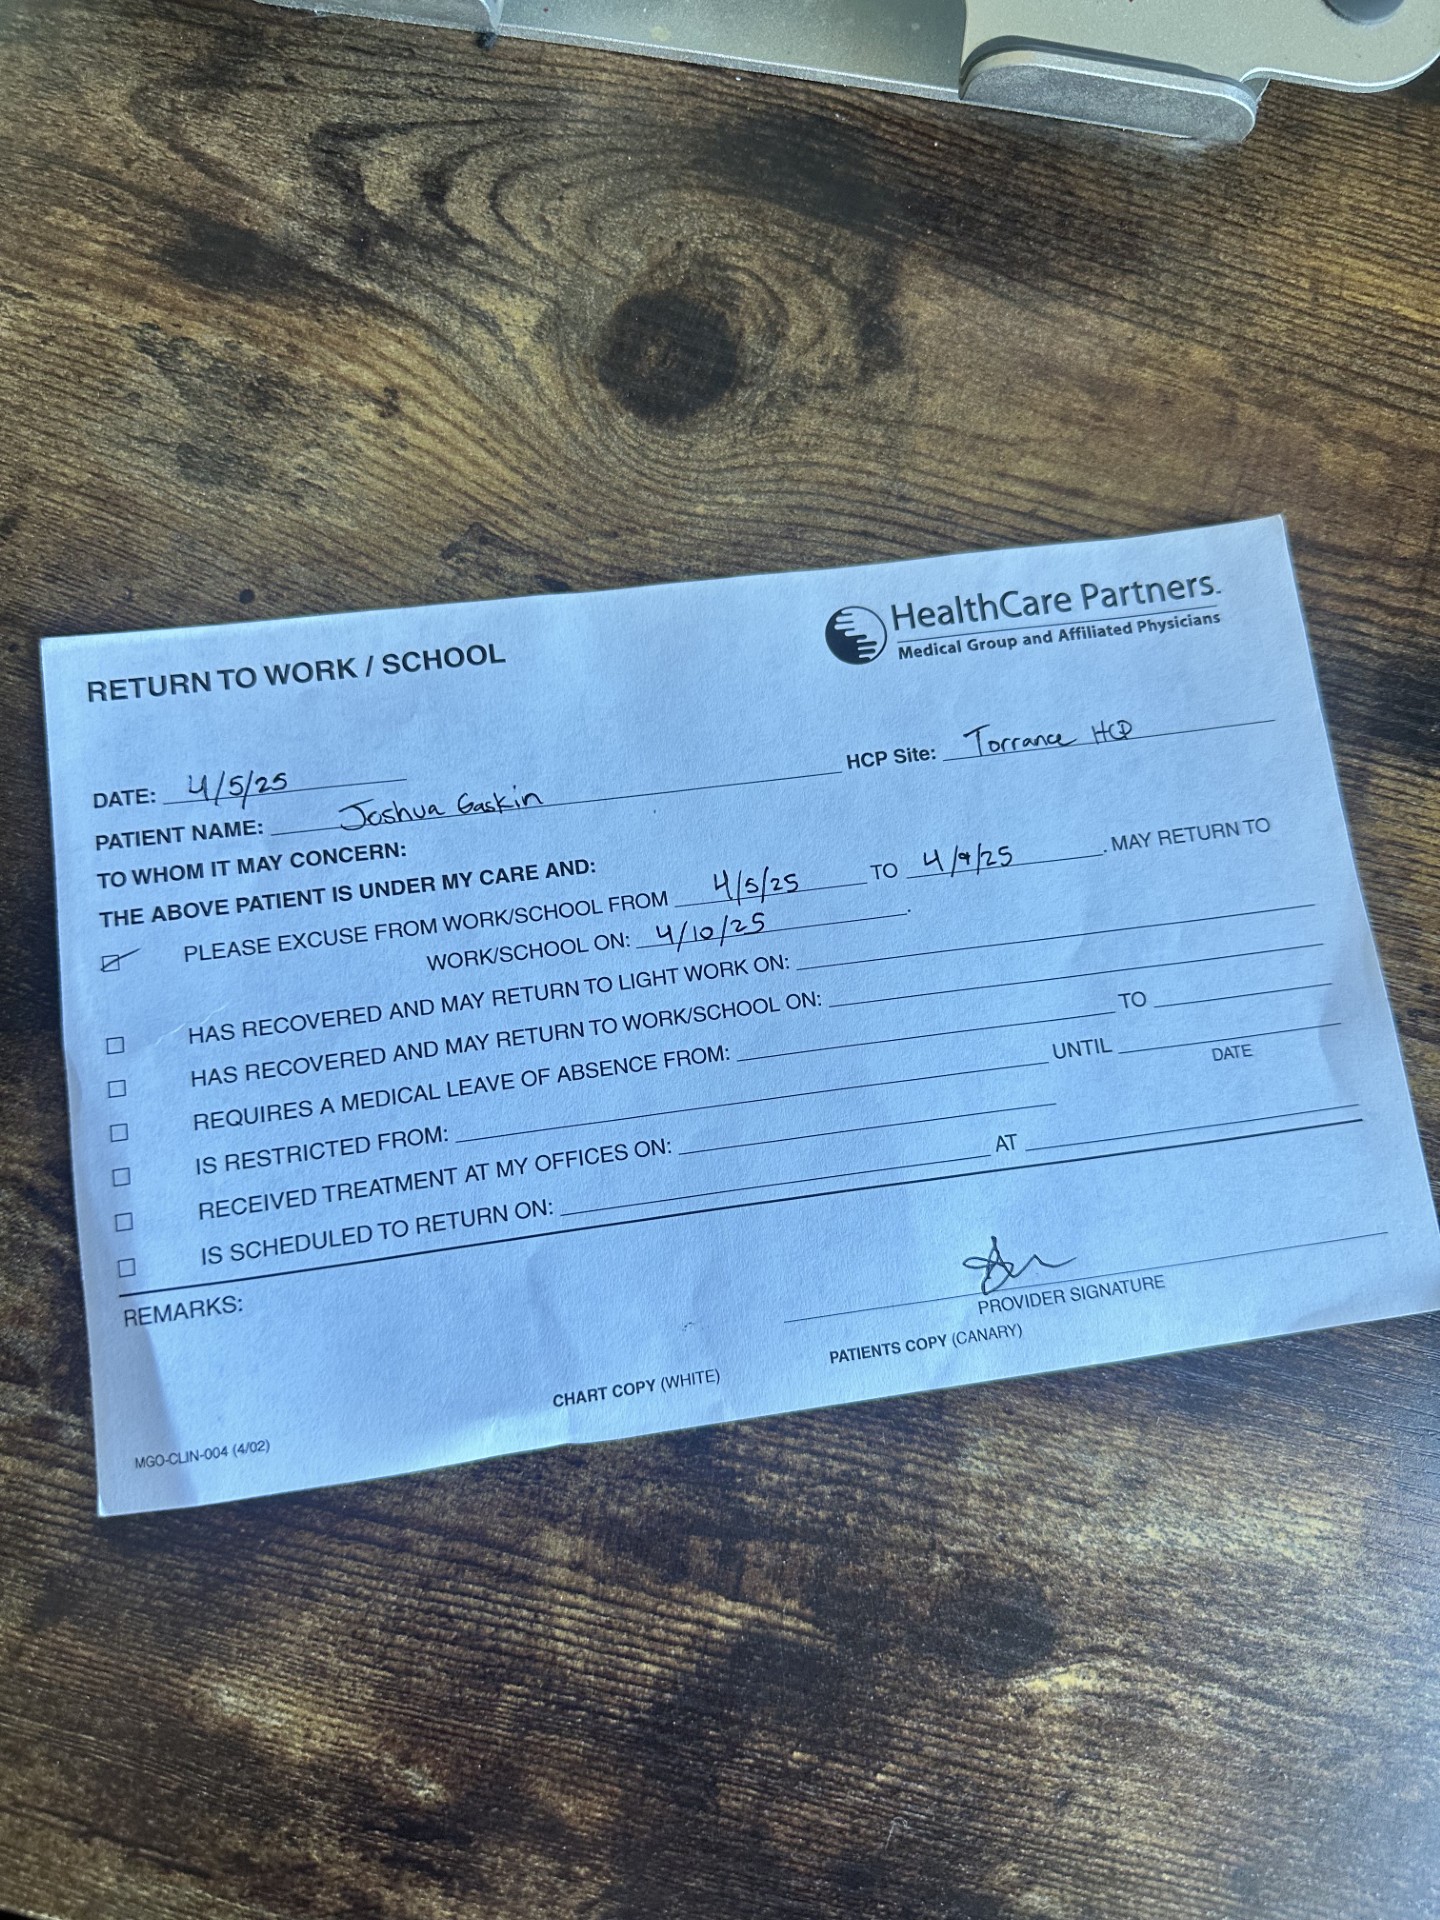 HealthCare Partners.
Medical Group and Affiliated Physicians
RETURN TO WORK / SCHOOL
DATE: 4/5/25
HCP Site: Torrance HCP
PATIENT NAME: Joshua Gaskin
TO WHOM IT MAY CONCERN:
THE ABOVE PATIENT IS UNDER MY CARE AND:
PLEASE EXCUSE FROM WORK/SCHOOL FROM 4/5/25 TO 4/9/25. MAY RETURN TO
WORK/SCHOOL ON: 4/10/25.
HAS RECOVERED AND MAY RETURN TO LIGHT WORK ON:
HAS RECOVERED AND MAY RETURN TO WORK/SCHOOL ON:
REQUIRES A MEDICAL LEAVE OF ABSENCE FROM: TO
IS RESTRICTED FROM: UNTIL
DATE
RECEIVED TREATMENT AT MY OFFICES ON:
IS SCHEDULED TO RETURN ON: AT
REMARKS:
PROVIDER SIGNATURE
CHART COPY (WHITE) PATIENTS COPY (CANARY)
MGO-CLIN-004 (4/02)